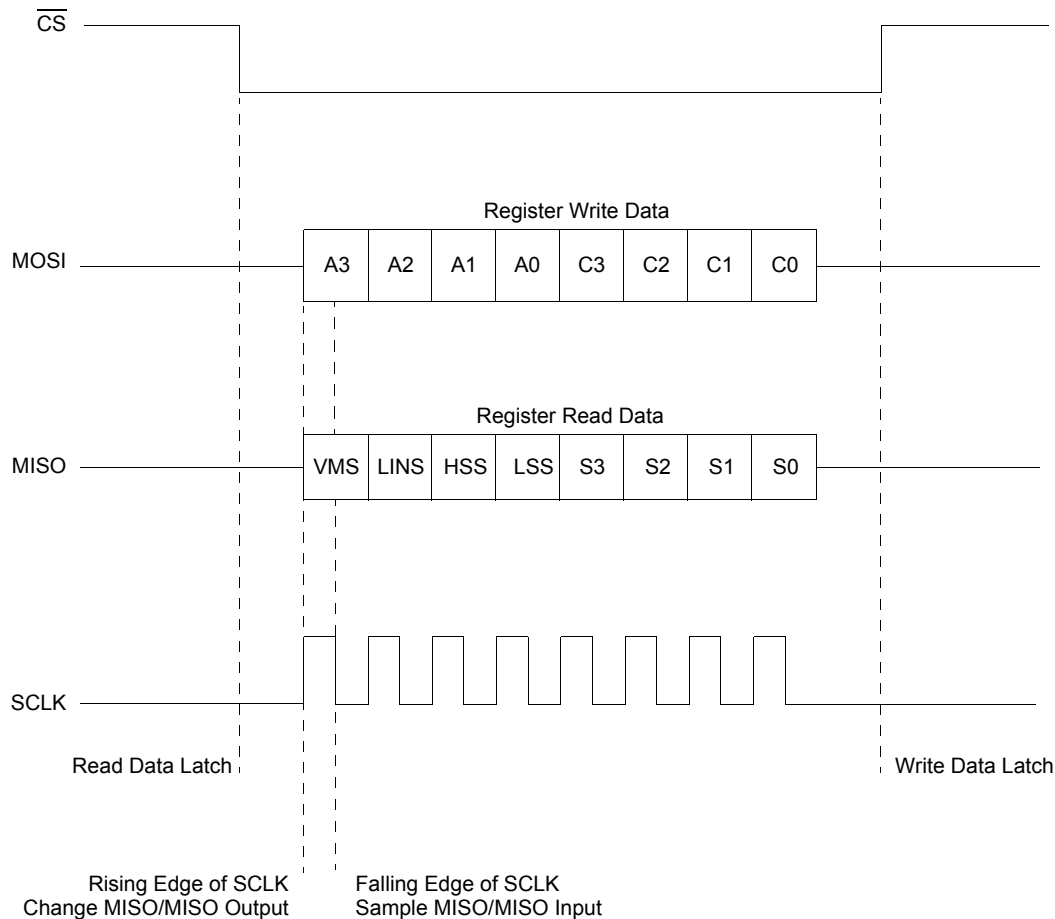 CS
Register Write Data
MOSI
A3 A2 A1 A0 C3 C2 C1 C0
Register Read Data
MISO
VMS LINS HSS LSS S3 S2 S1 S0
SCLK
Read Data Latch
Write Data Latch
Rising Edge of SCLK
Change MISO/MISO Output
Falling Edge of SCLK
Sample MISO/MISO Input